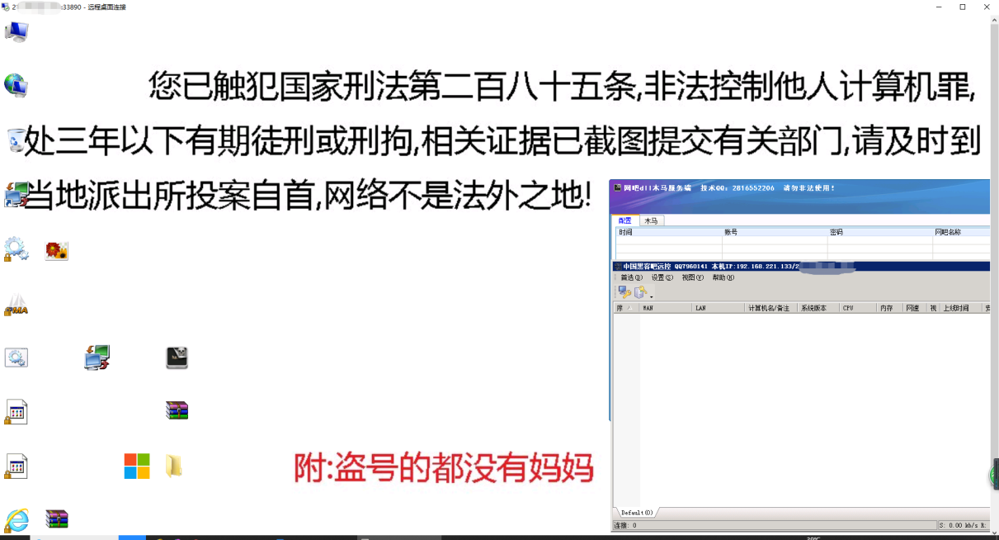 :33890 - 远程桌面连接
您已触犯国家刑法第二百八十五条,非法控制他人计算机罪,
处三年以下有期徒刑或刑拘,相关证据已截图提交有关部门,请及时到
当地派出所投案自首,网络不是法外之地!
网吧dll木马服务端 技术QQ: 2816552206 请勿非法使用!
配置 木马
时间 账号 密码 网吧名称
中国黑客吧远控 QQ7960141 本机IP:192.168.221.133/2
首选(Q) 设置(S) 视图(V) 帮助(H)
WAN LAN 计算机名/备注 系统版本 CPU 内存 网速 视 上线时间 安
PMA
附:盗号的都没有妈妈
Default(0)
连接: 0 S: 0.00 kb/s R: